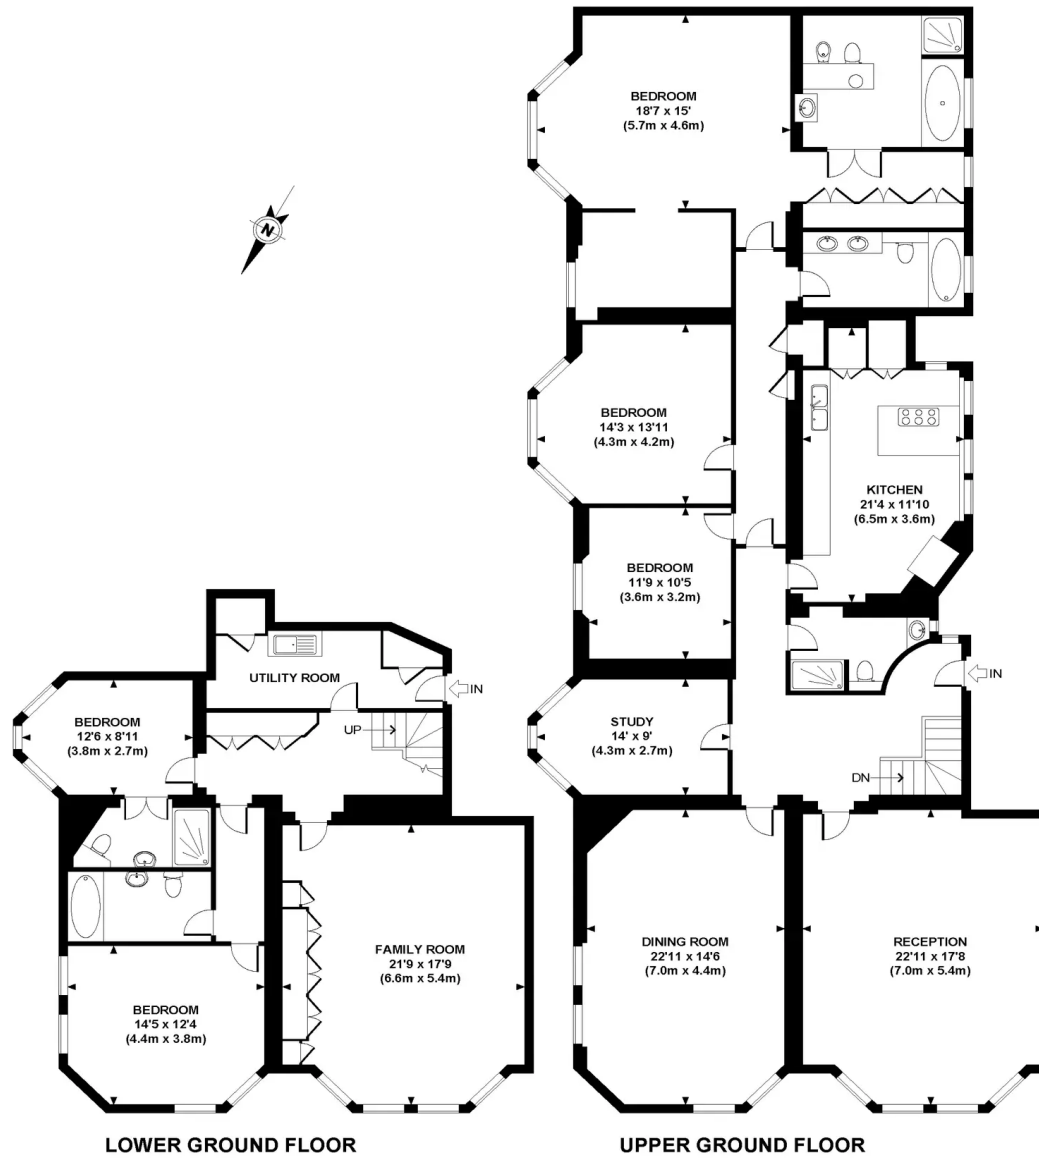 BEDROOM
18'7 x 15'
(5.7m x 4.6m)
N
BEDROOM
14'3 x 13'11
(4.3m x 4.2m)
KITCHEN
21'4 x 11'10
(6.5m x 3.6m)
BEDROOM
11'9 x 10'5
(3.6m x 3.2m)
UTILITY ROOM
IN
IN
BEDROOM
12'6 x 8'11
(3.8m x 2.7m)
UP
STUDY
14' x 9'
(4.3m x 2.7m)
DN
FAMILY ROOM
21'9 x 17'9
(6.6m x 5.4m)
DINING ROOM
22'11 x 14'6
(7.0m x 4.4m)
RECEPTION
22'11 x 17'8
(7.0m x 5.4m)
BEDROOM
14'5 x 12'4
(4.4m x 3.8m)
LOWER GROUND FLOOR
UPPER GROUND FLOOR